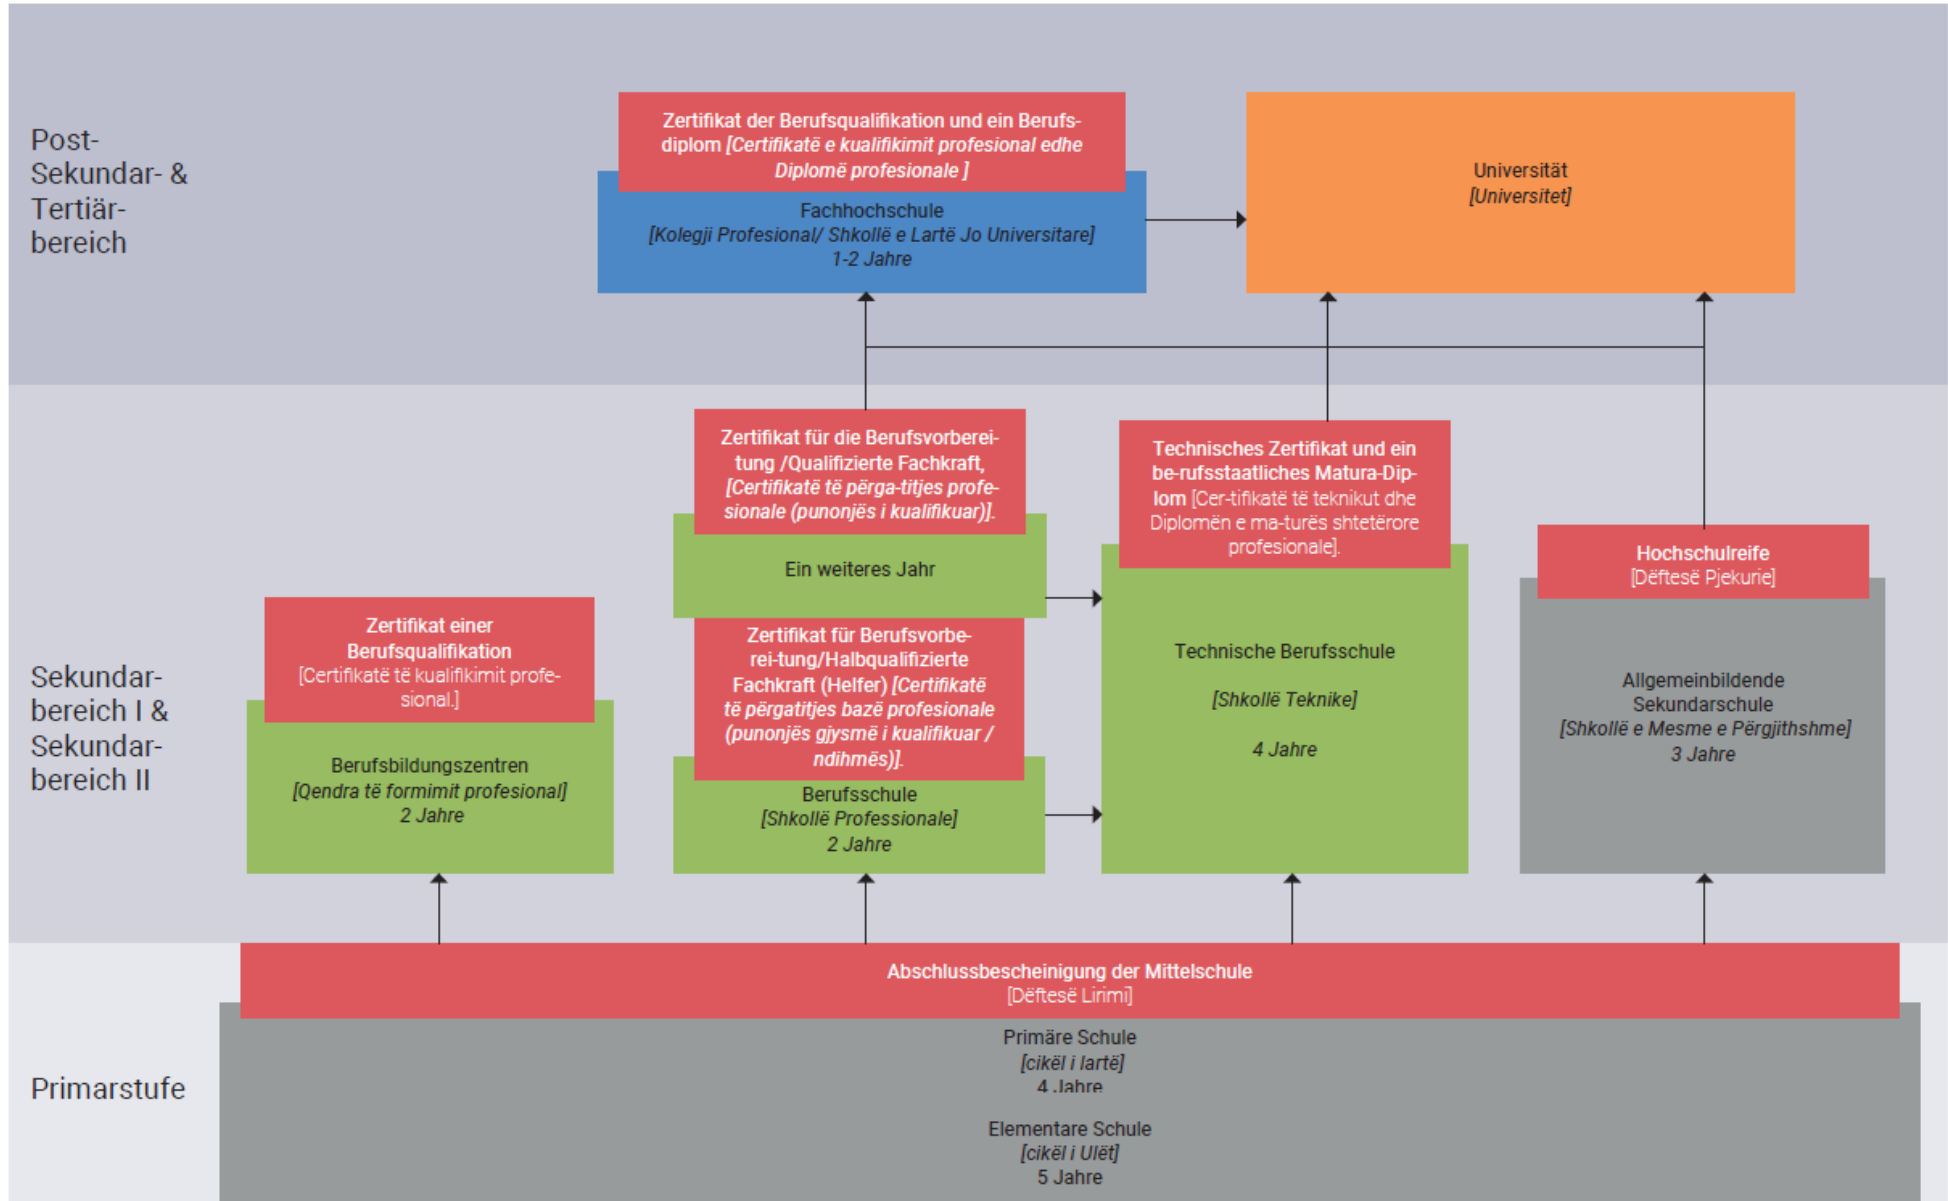 Post-
Sekundar- &
Tertiär-
bereich
Zertifikat der Berufsqualifikation und ein Berufs-
diplom [Certifikatë e kualifikimit profesional edhe
Diplomë profesionale ]
Fachhochschule
[Kolegji Profesional/ Shkollë e Lartë Jo Universitare]
1-2 Jahre
Universität
[Universitet]
Sekundar-
bereich I &
Sekundar-
bereich II
Zertifikat einer
Berufsqualifikation
[Certifikatë të kualifikimit profe-
sional.]
Berufsbildungszentren
[Qendra të formimit profesional]
2 Jahre
Zertifikat für die Berufsvorberei-
tung /Qualifizierte Fachkraft,
[Certifikatë të përga-titjes profe-
sionale (punonjës i kualifikuar)].
Ein weiteres Jahr
Zertifikat für Berufsvorbe-
rei-tung/Halbqualifizierte
Fachkraft (Helfer) [Certifikatë
të përgatitjes bazë profesionale
(punonjës gjysmë i kualifikuar /
ndihmës)].
Berufsschule
[Shkollë Professionale]
2 Jahre
Technisches Zertifikat und ein
be-rufsstaatliches Matura-Dip-
lom [Cer-tifikatë të teknikut dhe
Diplomën e ma-turës shtetërore
profesionale].
Technische Berufsschule
[Shkollë Teknike]
4 Jahre
Hochschulreife
[Dëftesë Pjekurie]
Allgemeinbildende
Sekundarschule
[Shkollë e Mesme e Përgjithshme]
3 Jahre
Primarstufe
Abschlussbescheinigung der Mittelschule
[Dëftesë Lirimi]
Primäre Schule
[cikël i lartë]
4 Jahre
Elementare Schule
[cikël i Ulët]
5 Jahre